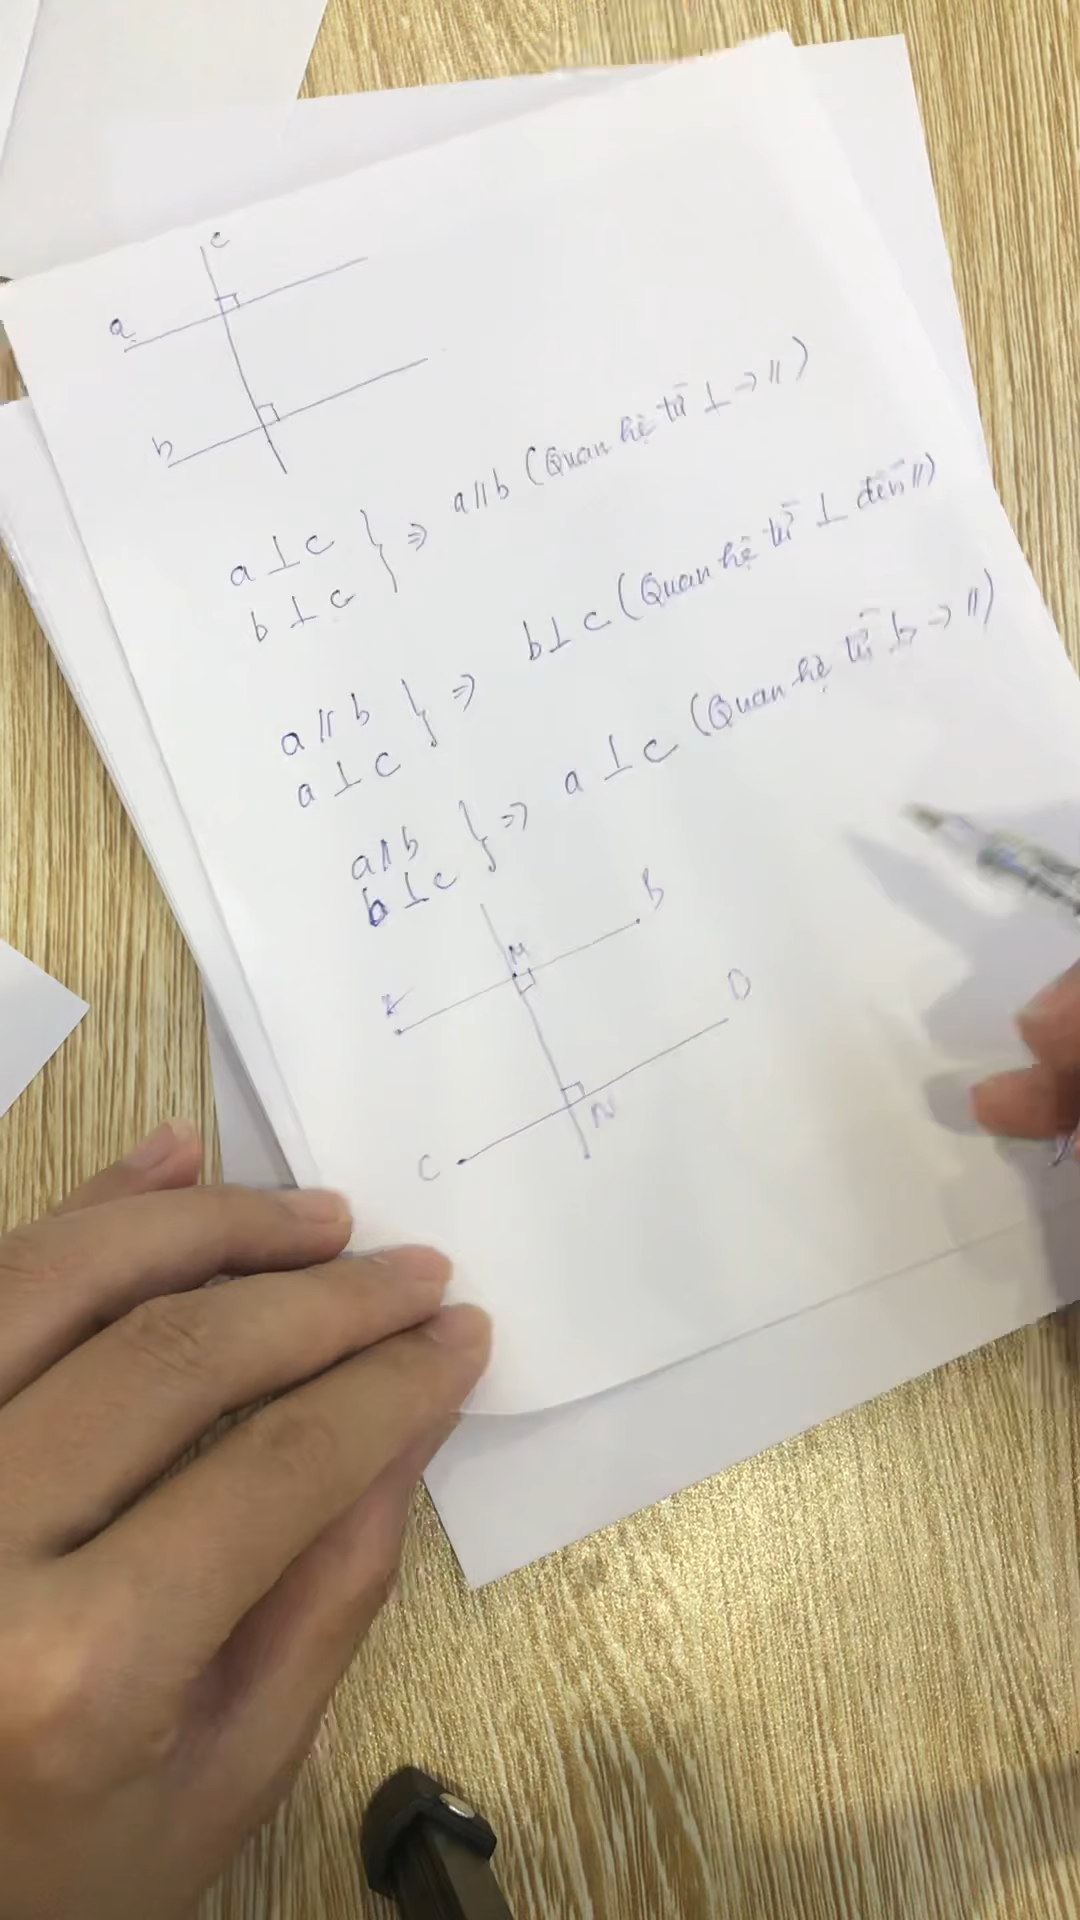 c
a
b
a ⊥ c
b ⊥ c } ⇒ a // b (Quan hệ từ ⊥ → //)
a // b
a ⊥ c } ⇒ b ⊥ c (Quan hệ từ ⊥ đến //)
a // b
b ⊥ c } ⇒ a ⊥ c (Quan hệ từ b → //)
M B
D
N
C